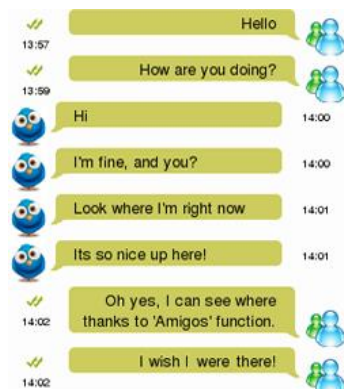 Hello
13:57
How are you doing?
13:59
Hi
14:00
I'm fine, and you?
14:00
Look where I'm right now
14:01
Its so nice up here!
14:01
Oh yes, I can see where
thanks to 'Amigos' function.
14:02
I wish I were there!
14:02